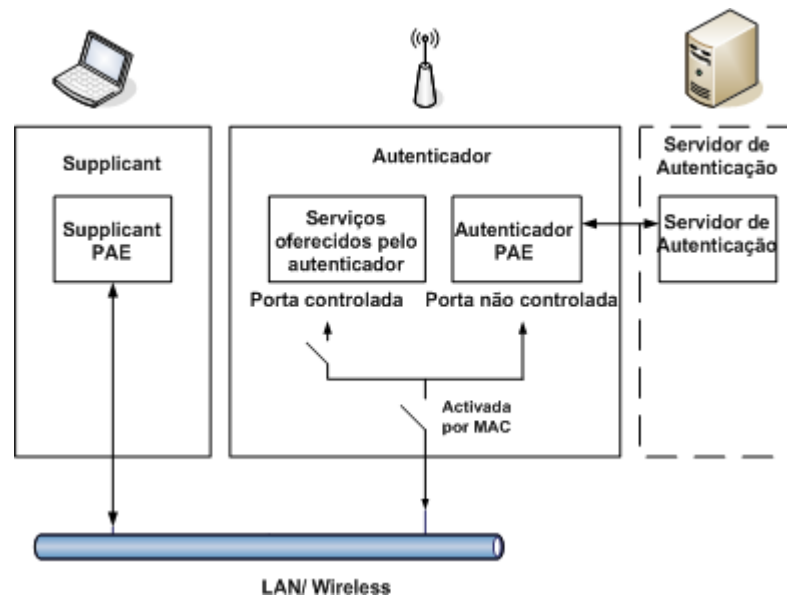 Supplicant
Supplicant
PAE
Autenticador
Serviços
oferecidos pelo
autenticador
Autenticador
PAE
Porta controlada
Porta não controlada
Activada
por MAC
Servidor de
Autenticação
Servidor de
Autenticação
LAN/ Wireless